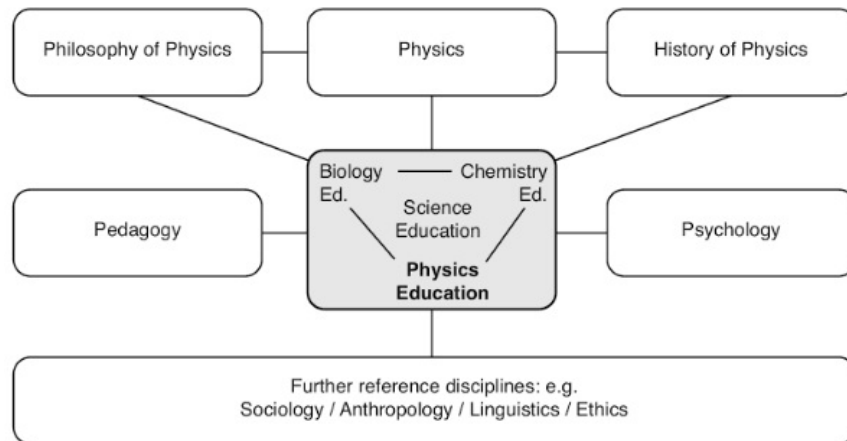 Philosophy of Physics
Physics
History of Physics
Biology
Ed.
Chemistry
Ed.
Science
Education
Physics
Education
Pedagogy
Psychology
Further reference disciplines: e.g.
Sociology / Anthropology / Linguistics / Ethics